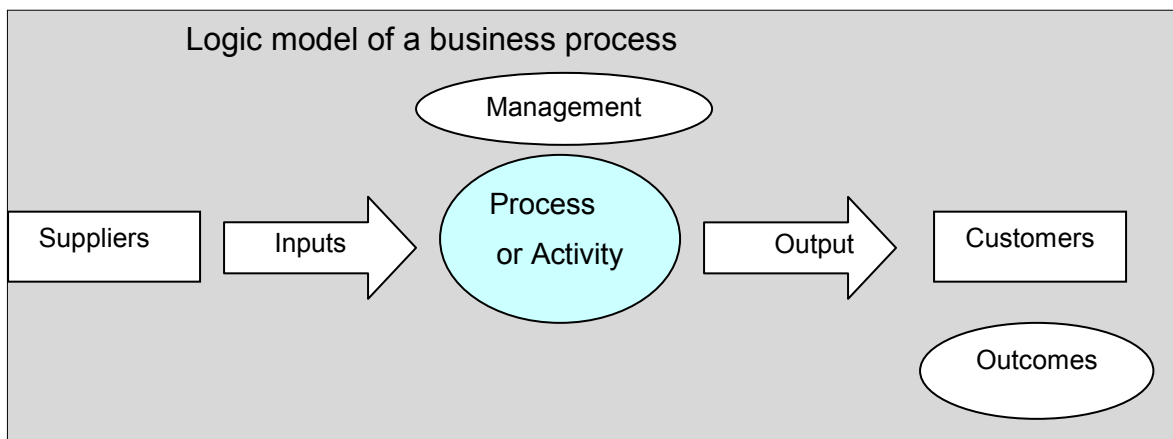 Logic model of a business process
Management
Suppliers
Inputs
Process
or Activity
Output
Customers
Outcomes